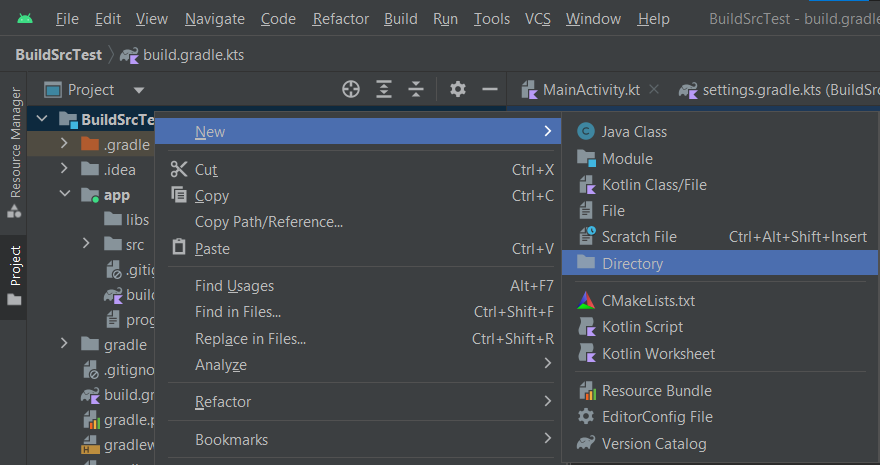 File Edit View Navigate Code Refactor Build Run Tools VCS Window Help BuildSrcTest - build.gradle
BuildSrcTest build.gradle.kts
Resource Manager
Project
Project
MainActivity.kt
settings.gradle.kts (BuildSrc
BuildSrcTe
.gradle
.idea
app
libs
src
.gitig
build
prog
gradle
.gitigno
build.gr
gradle.p
gradlew
New
Cut Ctrl+X
Copy Ctrl+C
Copy Path/Reference...
Paste Ctrl+V
Find Usages Alt+F7
Find in Files... Ctrl+Shift+F
Replace in Files... Ctrl+Shift+R
Analyze
Refactor
Bookmarks
Java Class
Module
Kotlin Class/File
File
Scratch File Ctrl+Alt+Shift+Insert
Directory
CMakeLists.txt
Kotlin Script
Kotlin Worksheet
Resource Bundle
EditorConfig File
Version Catalog